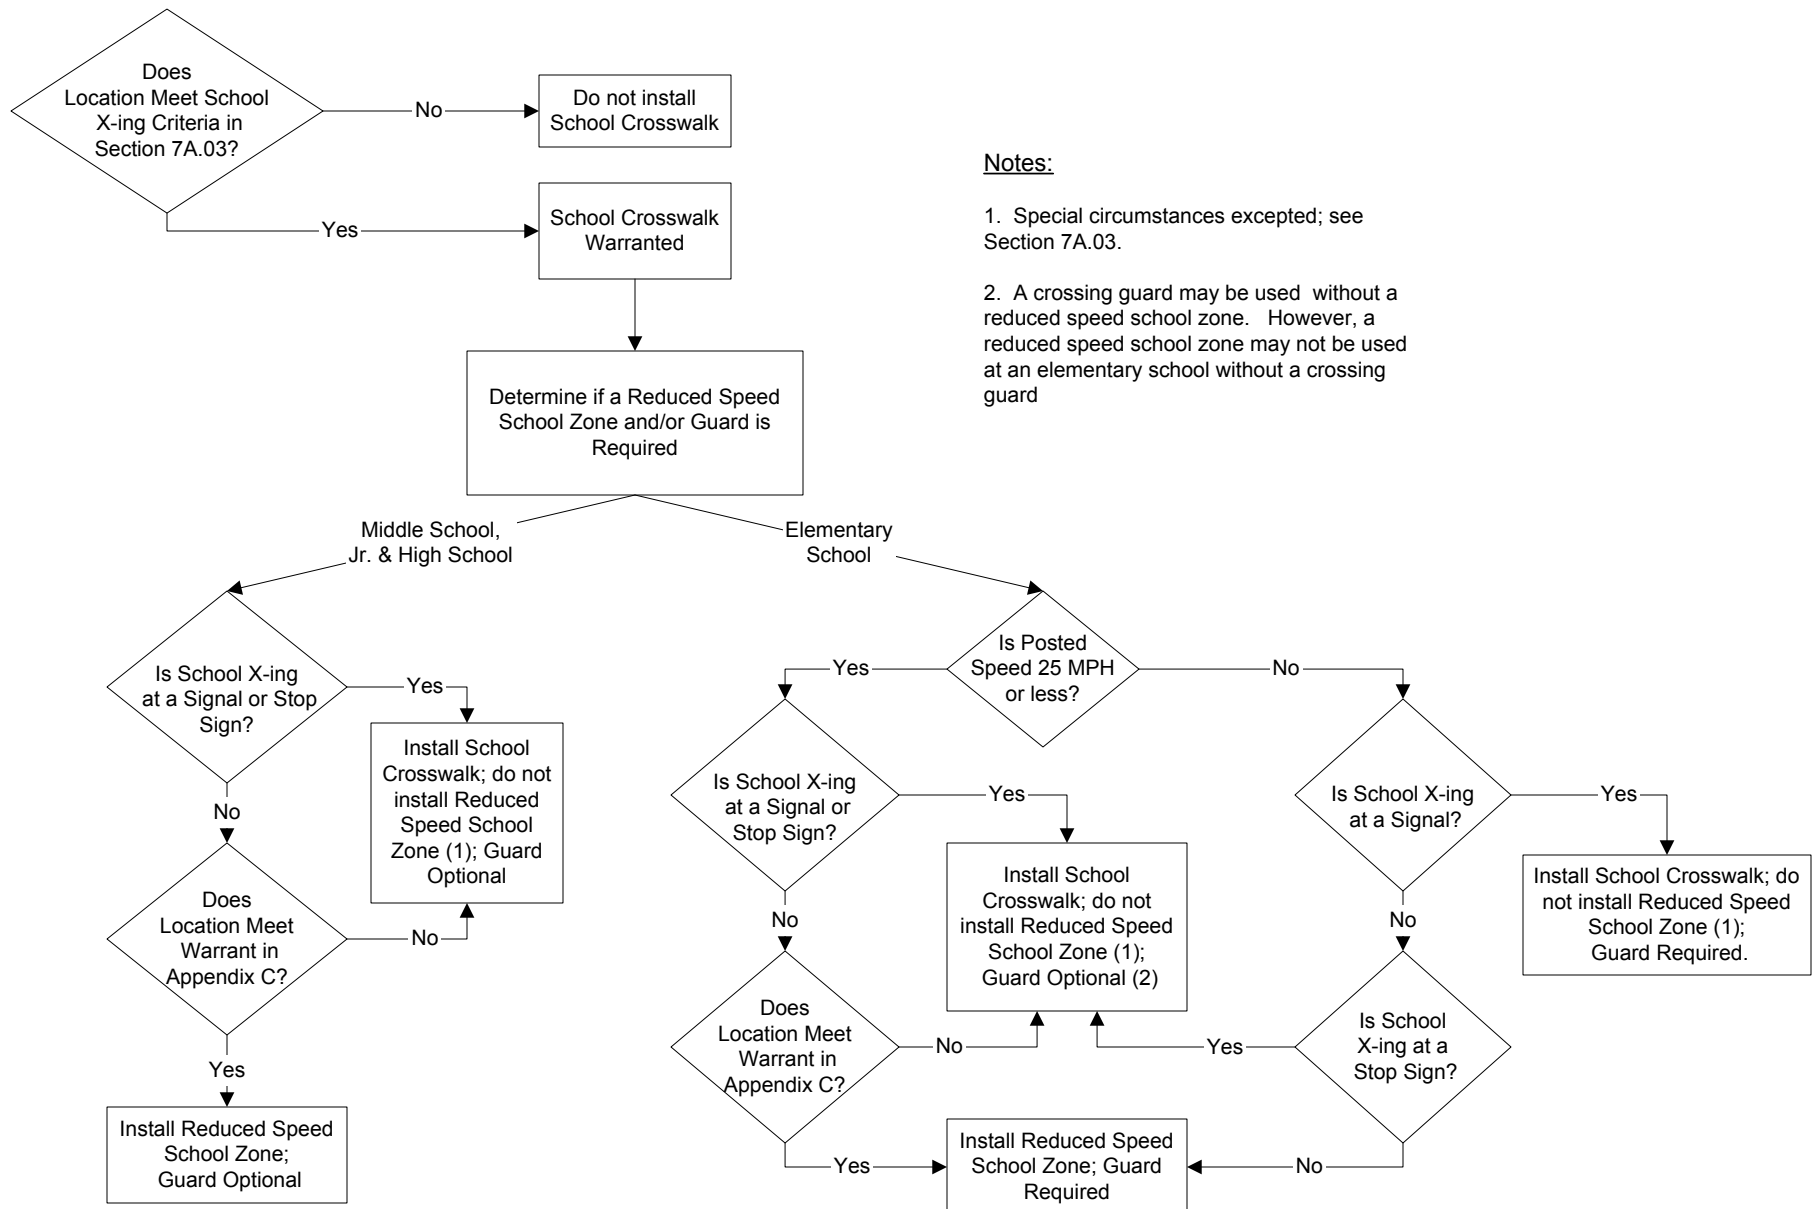 Does
Location Meet School
X-ing Criteria in
Section 7A.03?
No
Do not install
School Crosswalk
Yes
School Crosswalk
Warranted
Notes:
1. Special circumstances excepted; see
Section 7A.03.
2. A crossing guard may be used without a
reduced speed school zone. However, a
reduced speed school zone may not be used
at an elementary school without a crossing
guard
Determine if a Reduced Speed
School Zone and/or Guard is
Required
Middle School,
Jr. & High School
Elementary
School
Is School X-ing
at a Signal or Stop
Sign?
Yes
Install School
Crosswalk; do not
install Reduced
Speed School
Zone (1); Guard
Optional
No
Does
Location Meet
Warrant in
Appendix C?
No
Yes
Install Reduced Speed
School Zone;
Guard Optional
Is Posted
Speed 25 MPH
or less?
Yes
No
Is School X-ing
at a Signal or
Stop Sign?
Yes
Install School
Crosswalk; do not
install Reduced Speed
School Zone (1);
Guard Optional (2)
No
Does
Location Meet
Warrant in
Appendix C?
No
Yes
Install Reduced Speed
School Zone; Guard
Required
Is School X-ing
at a Signal?
Yes
Install School Crosswalk; do
not install Reduced Speed
School Zone (1);
Guard Required.
No
Is School
X-ing at a
Stop Sign?
Yes
No